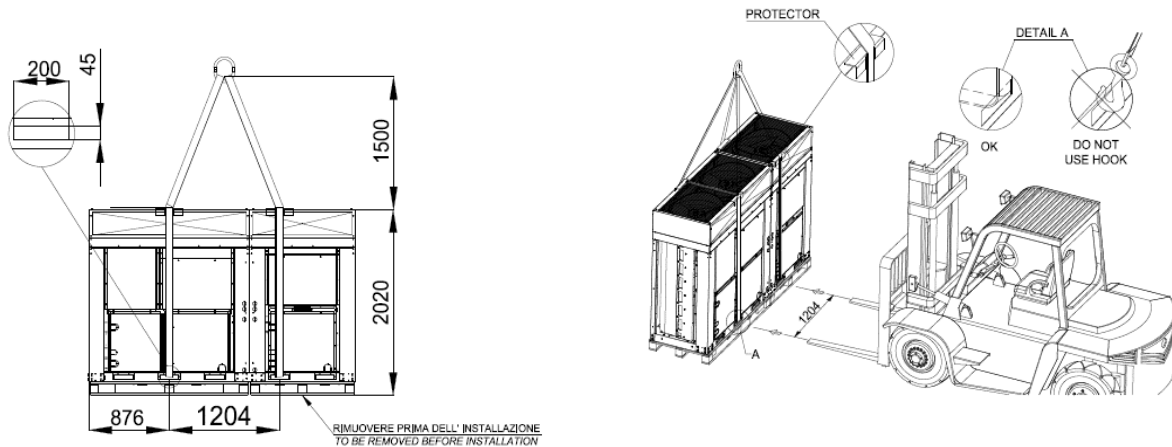 200
45
1500
2020
876
1204
RIMUOVERE PRIMA DELL' INSTALLAZIONE
TO BE REMOVED BEFORE INSTALLATION
PROTECTOR
DETAIL A
OK
DO NOT
USE HOOK
1204
A